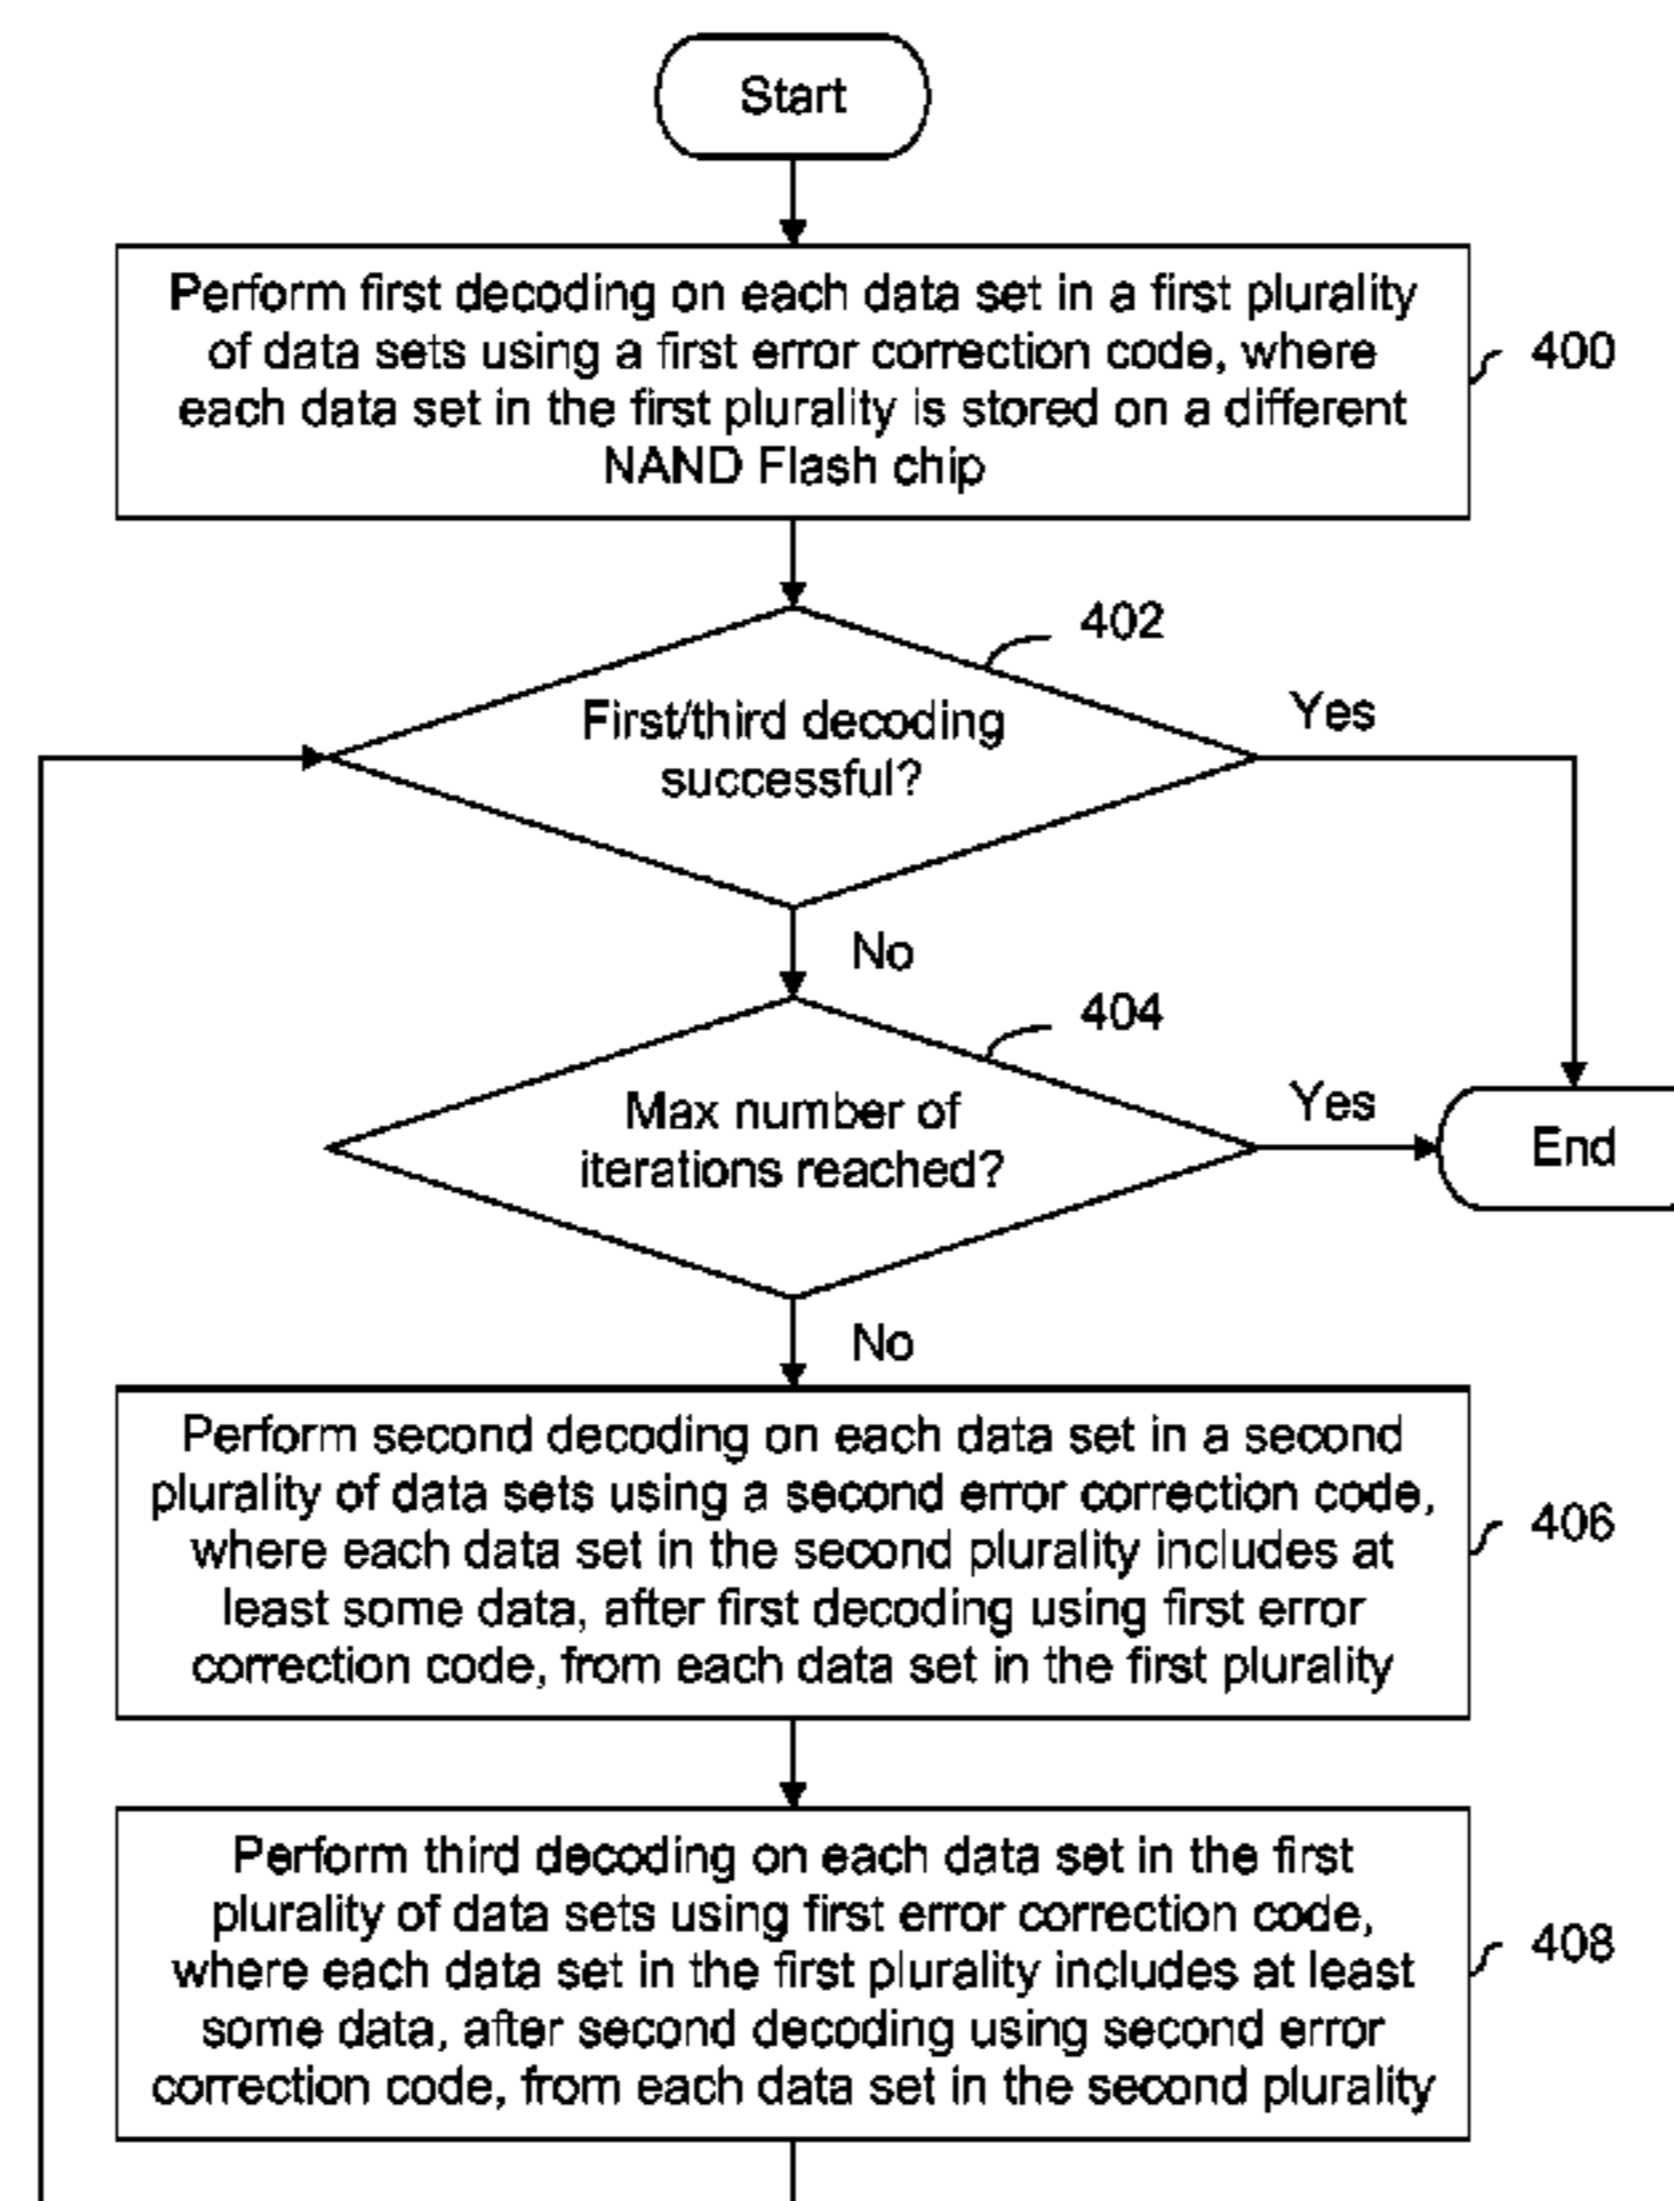 Start
Perform first decoding on each data set in a first plurality
of data sets using a first error correction code, where
each data set in the first plurality is stored on a different
NAND Flash chip
400
402
First/third decoding
successful?
Yes
No
404
Max number of
iterations reached?
Yes
End
No
Perform second decoding on each data set in a second
plurality of data sets using a second error correction code,
where each data set in the second plurality includes at
least some data, after first decoding using first error
correction code, from each data set in the first plurality
406
Perform third decoding on each data set in the first
plurality of data sets using first error correction code,
where each data set in the first plurality includes at least
some data, after second decoding using second error
correction code, from each data set in the second plurality
408